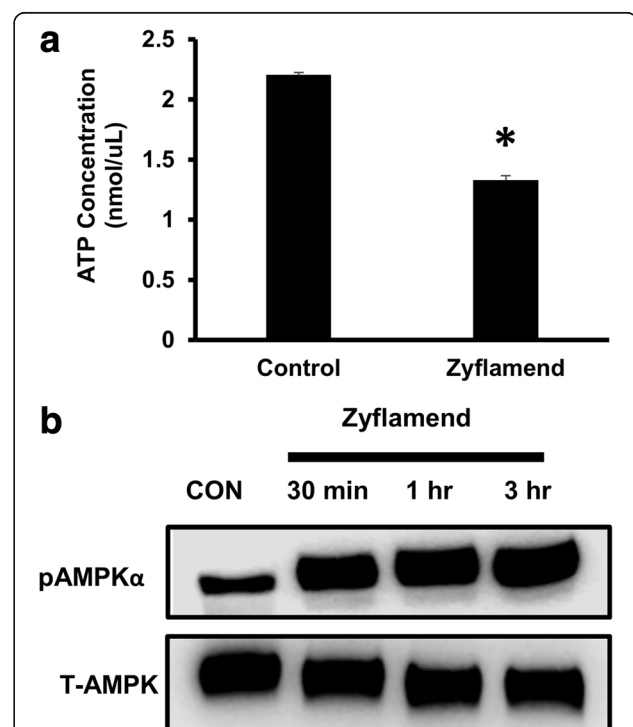 a
ATP Concentration
(nmol/uL)
2.5
2
1.5
1
0.5
0
*
Control Zyflamend
b
Zyflamend
CON 30 min 1 hr 3 hr
pAMPKα
T-AMPK